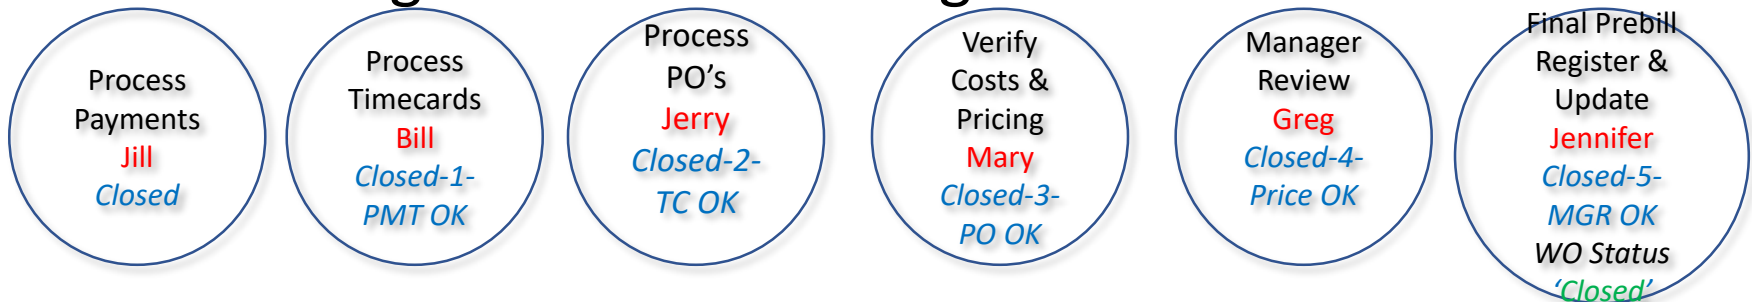 Process
Payments
Jill
Closed
Process
Timecards
Bill
Closed-1-
PMT OK
Process
PO’s
Jerry
Closed-2-
TC OK
Verify
Costs &
Pricing
Mary
Closed-3-
PO OK
Manager
Review
Greg
Closed-4-
Price OK
Final Prebill
Register &
Update
Jennifer
Closed-5-
MGR OK
WO Status
‘Closed’